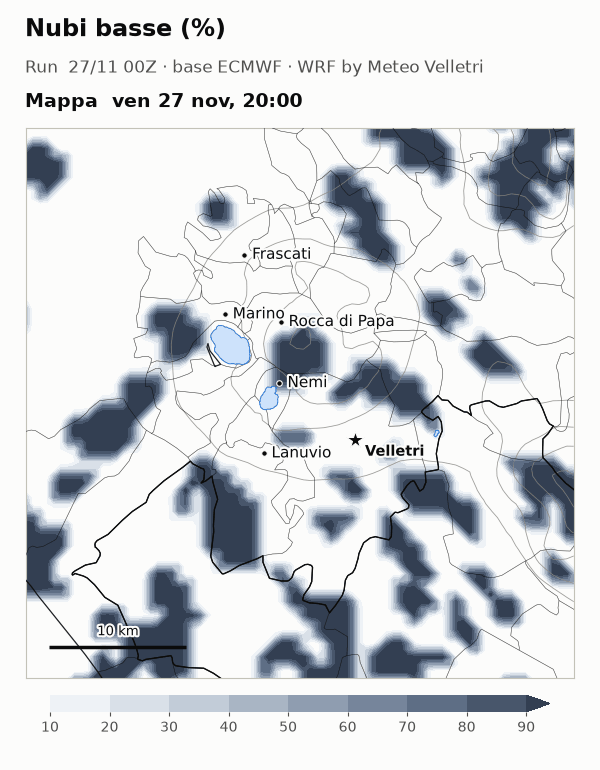 Nubi basse (%)
Run  27/11 00Z · base ECMWF · WRF by Meteo Velletri
Mappa  ven 27 nov, 20:00
Frascati
Marino
Rocca di Papa
Nemi
Velletri
Lanuvio
10 km
10 20 30 40 50 60 70 80 90